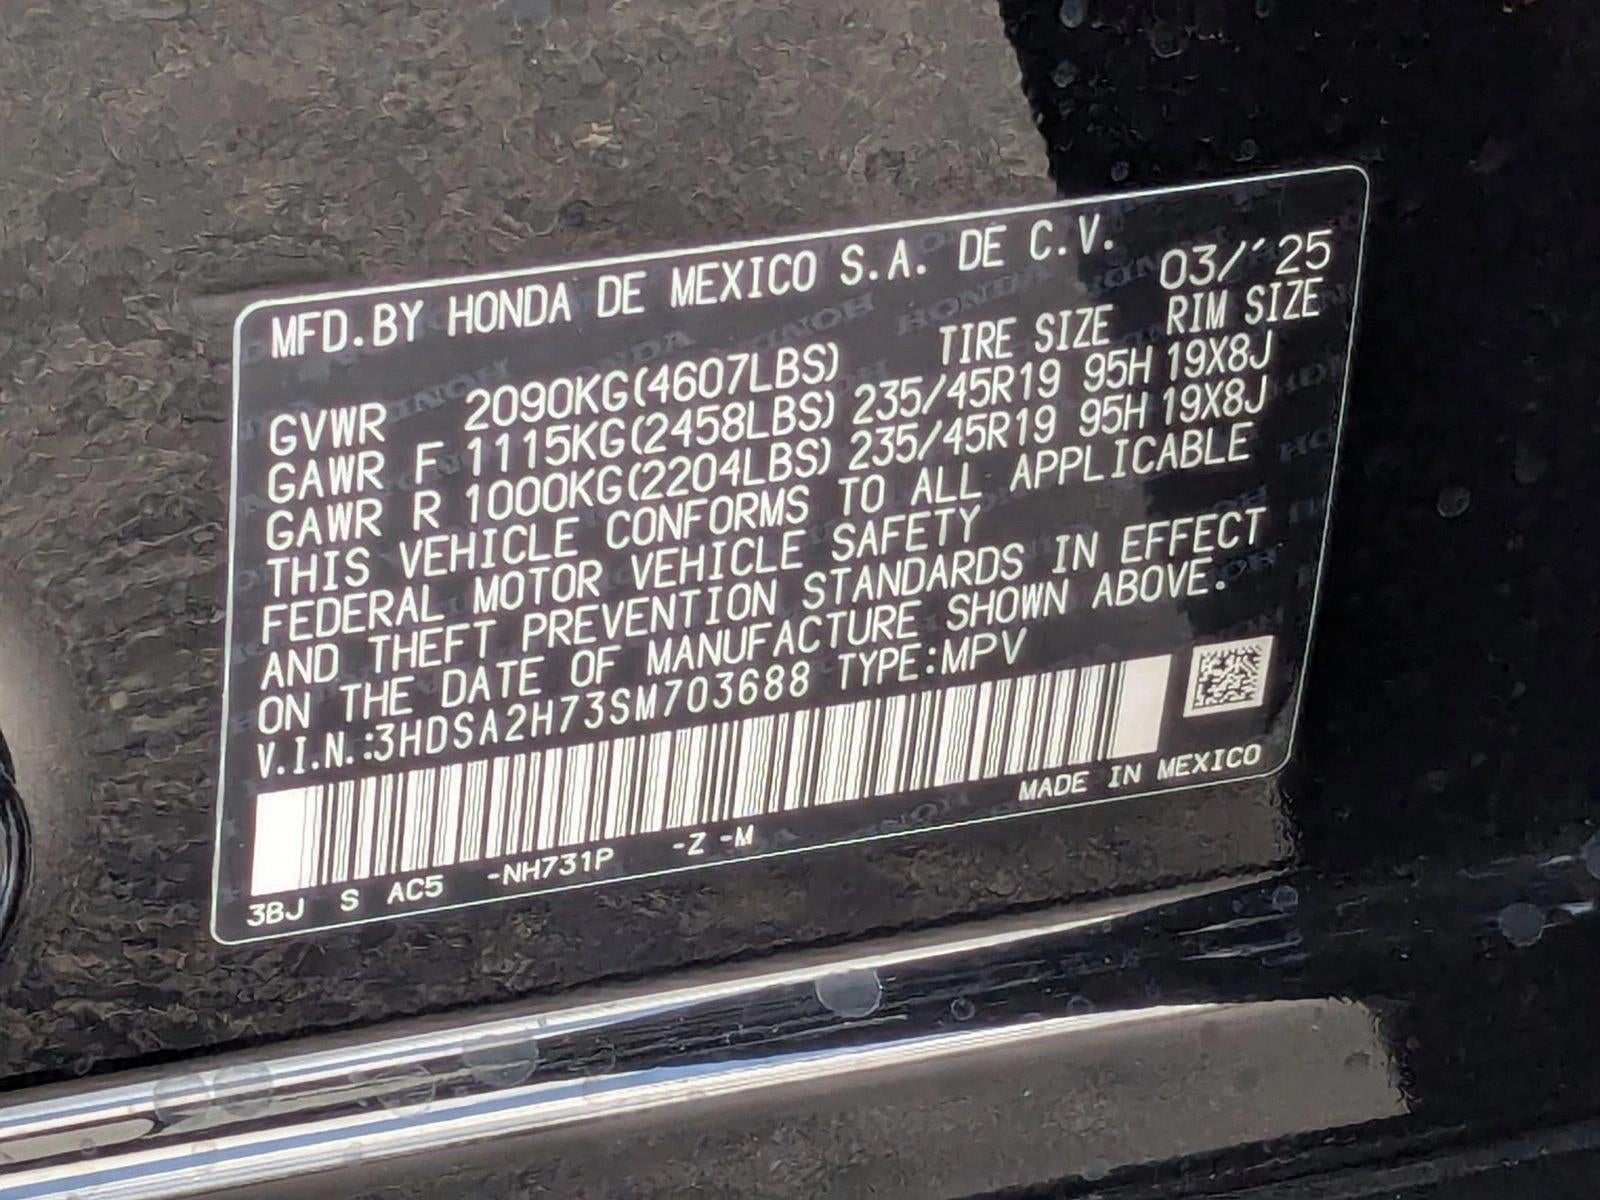 MFD.BY HONDA DE MEXICO S.A. DE C.V. 03/'25
TIRE SIZE RIM SIZE
GVWR 2090KG(4607LBS)
GAWR F 1115KG(2458LBS) 235/45R19 95H 19X8J
GAWR R 1000KG(2204LBS) 235/45R19 95H 19X8J
THIS VEHICLE CONFORMS TO ALL APPLICABLE
FEDERAL MOTOR VEHICLE SAFETY
AND THEFT PREVENTION STANDARDS IN EFFECT
ON THE DATE OF MANUFACTURE SHOWN ABOVE.
V.I.N.:3HDSA2H73SM703688 TYPE:MPV
MADE IN MEXICO
3BJ S AC5 -NH731P -Z -M